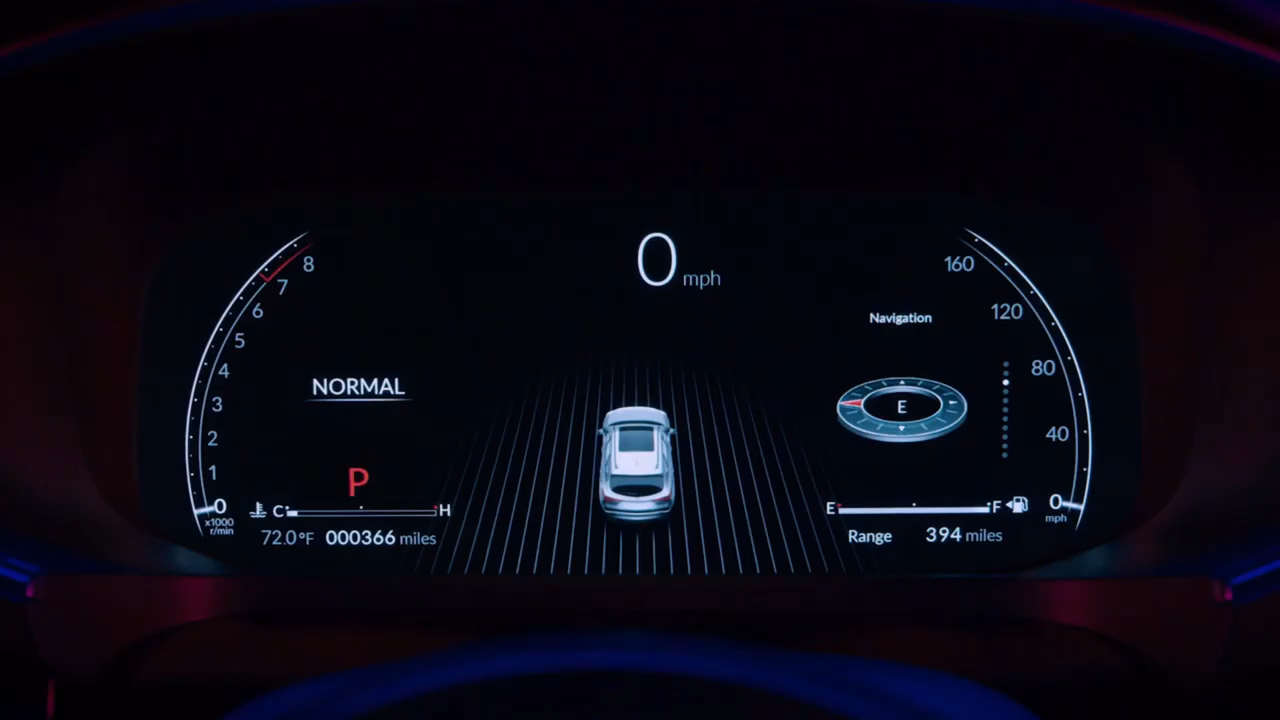 0 mph
8
7
6
5
4
3
2
1
0
x1000
r/min
NORMAL
P
C H
72.0°F 000366 miles
160
120
80
40
0
mph
Navigation
E
E F
Range 394 miles